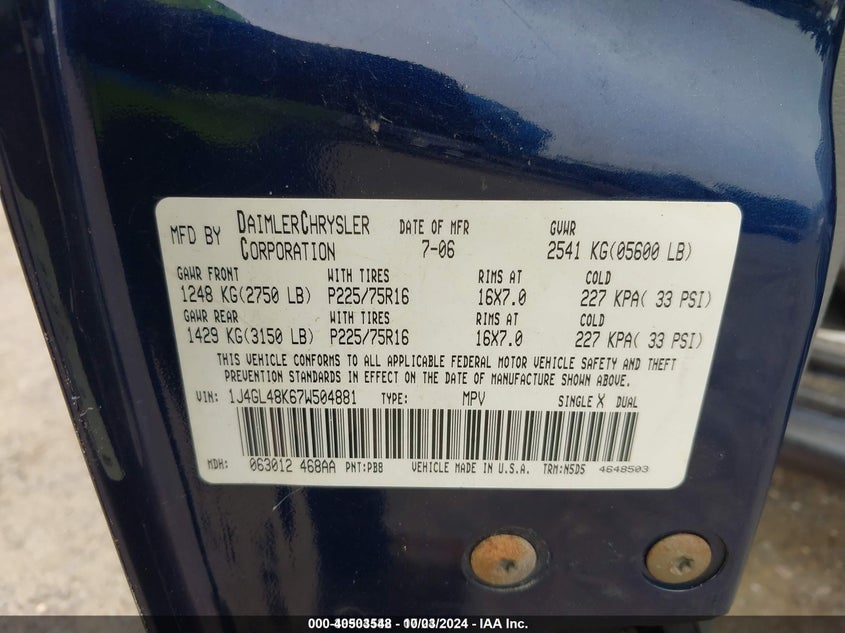 MFD BY DAIMLERCHRYSLER CORPORATION DATE OF MFR 7-06 GVWR 2541 KG(05600 LB)
GAWR FRONT WITH TIRES RIMS AT COLD
1248 KG(2750 LB) P225/75R16 16X7.0 227 KPA( 33 PSI)
GAWR REAR WITH TIRES RIMS AT COLD
1429 KG(3150 LB) P225/75R16 16X7.0 227 KPA( 33 PSI)
THIS VEHICLE CONFORMS TO ALL APPLICABLE FEDERAL MOTOR VEHICLE SAFETY AND THEFT
PREVENTION STANDARDS IN EFFECT ON THE DATE OF MANUFACTURE SHOWN ABOVE.
VIN: 1J4GL48K67W504881 TYPE: MPV SINGLE X DUAL
MDH: 063012 468AA PNT:PB8 VEHICLE MADE IN U.S.A. TRM:N5D5 4648503
2024 - IAA Inc.